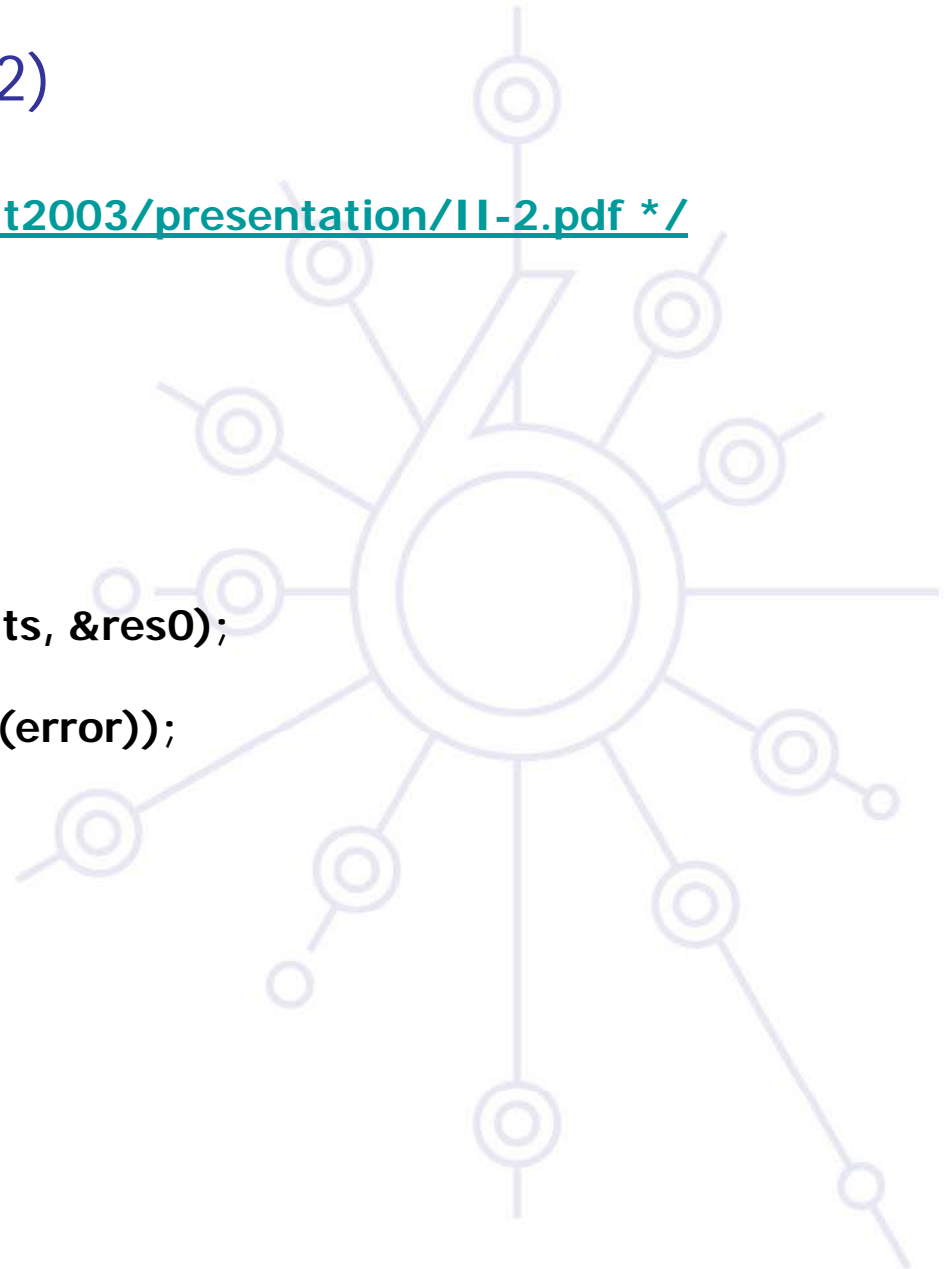 2)
t2003/presentation/II-2.pdf */
ts, &res0);
(error));